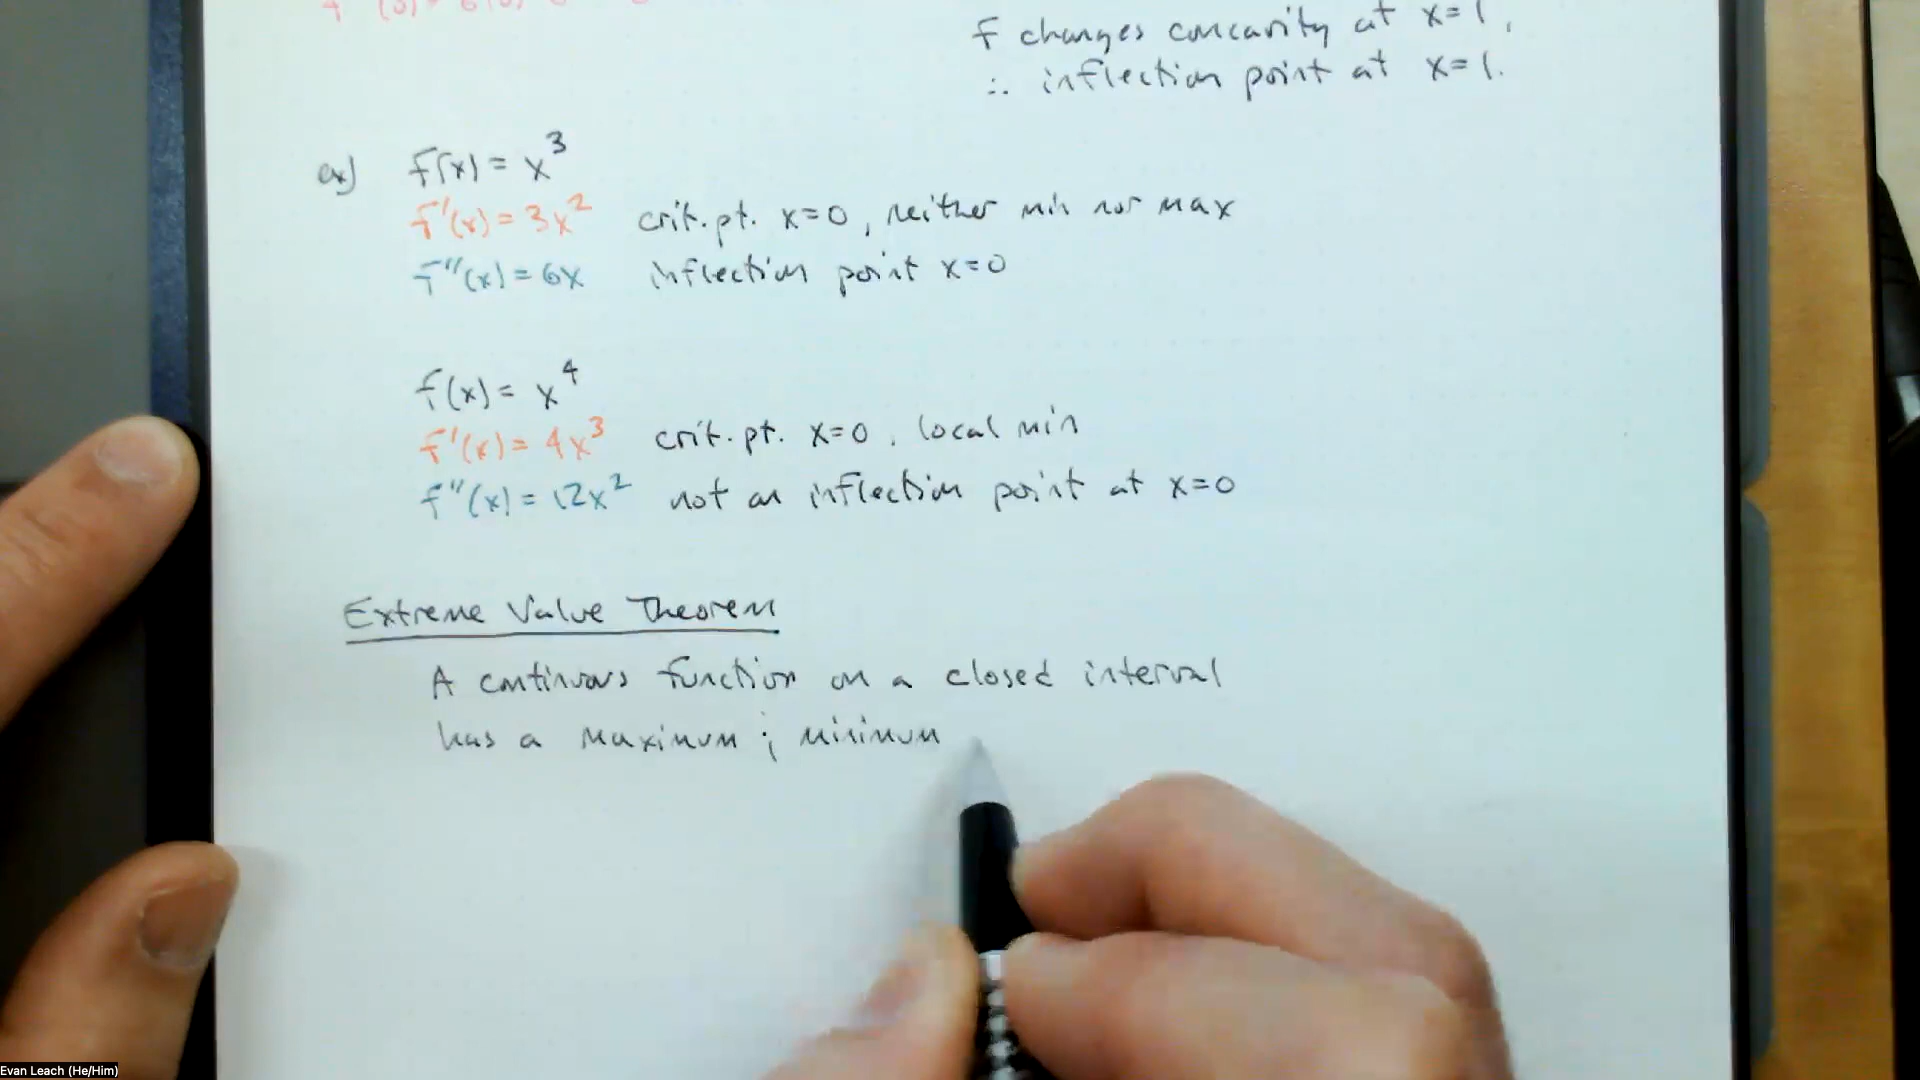 f changes concavity at x=1.
∴ inflection point at x=1.
ex) f(x) = x³
f'(x) = 3x² crit. pt. x=0, neither min nor max
f''(x) = 6x inflection point x=0
f(x) = x⁴
f'(x) = 4x³ crit. pt. x=0, local min
f''(x) = 12x² not an inflection point at x=0
Extreme Value Theorem
A continuous function on a closed interval
has a maximum & minimum
Evan Leach (He/Him)